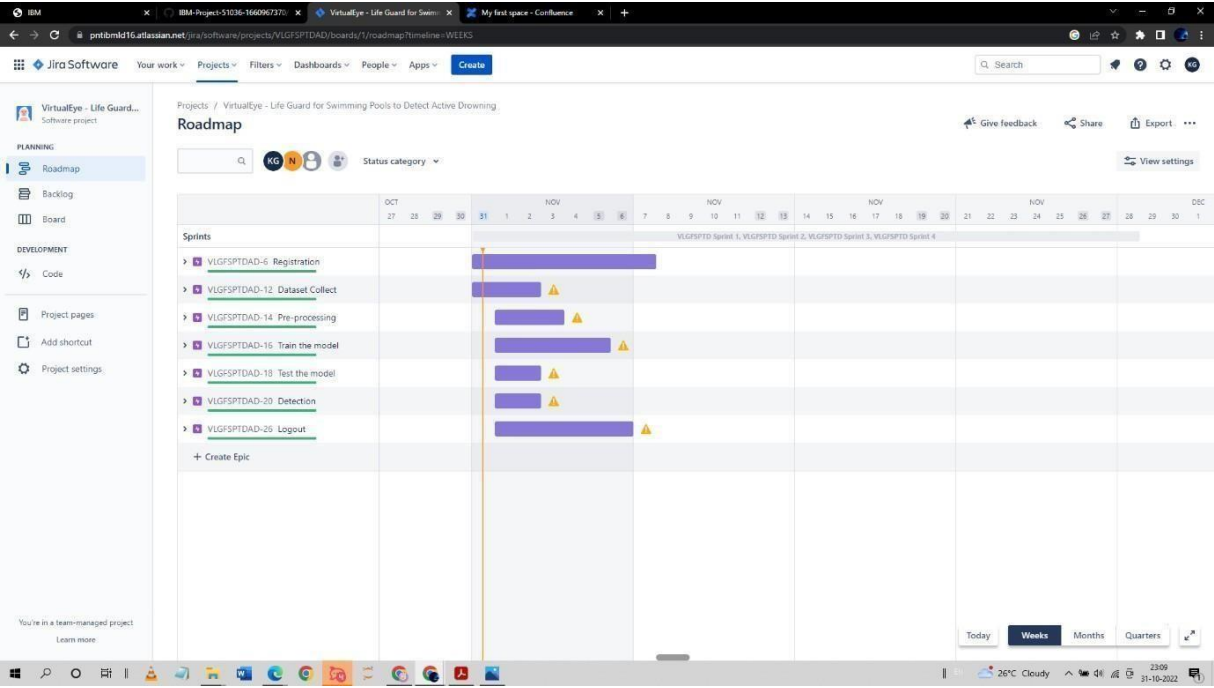 IBM
IBM-Project-51036-1660967370/
VirtualEye - Life Guard for Swimm
My first space - Confluence
pntibmld16.atlassian.net/jira/software/projects/VLGFSPTDAD/boards/1/roadmap?timeline=WEEKS
Jira Software Your work Projects Filters Dashboards People Apps Create Search KG
VirtualEye - Life Guard...
Software project
PLANNING
Roadmap
Backlog
Board
DEVELOPMENT
Code
Project pages
Add shortcut
Project settings
You're in a team-managed project
Learn more
Projects / VirtualEye - Life Guard for Swimming Pools to Detect Active Drowning
Roadmap
Give feedback Share Export
KG N Status category View settings
OCT NOV NOV NOV NOV DEC
27 28 29 30 31 1 2 3 4 5 6 7 8 9 10 11 12 13 14 15 16 17 18 19 20 21 22 23 24 25 26 27 28 29 30 1
Sprints VLGFSPTD Sprint 1, VLGFSPTD Sprint 2, VLGFSPTD Sprint 3, VLGFSPTD Sprint 4
VLGFSPTDAD-6 Registration
VLGFSPTDAD-12 Dataset Collect
VLGFSPTDAD-14 Pre-processing
VLGFSPTDAD-16 Train the model
VLGFSPTDAD-18 Test the model
VLGFSPTDAD-20 Detection
VLGFSPTDAD-26 Logout
+ Create Epic
Today Weeks Months Quarters
26°C Cloudy
23:09
31-10-2022